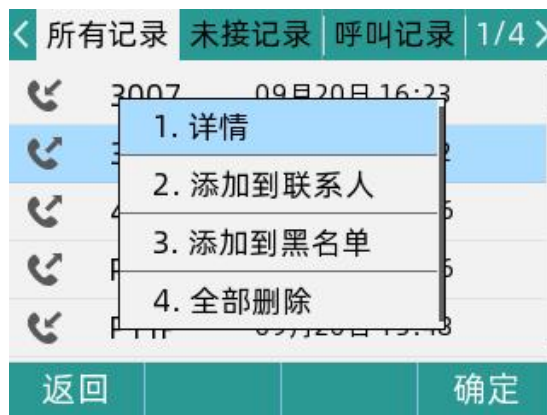 所有记录 未接记录 呼叫记录 1/4
3007 09月20日 16:23
1. 详情
2. 添加到联系人
3. 添加到黑名单
4. 全部删除
返回 确定